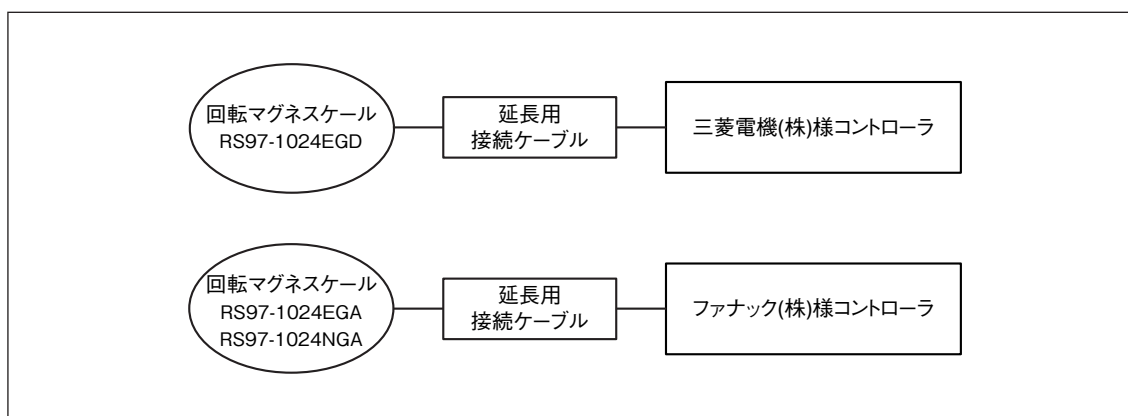 回転マグネスケール
RS97-1024EGD
延長用
接続ケーブル
三菱電機(株)様コントローラ
回転マグネスケール
RS97-1024EGA
RS97-1024NGA
延長用
接続ケーブル
ファナック(株)様コントローラ